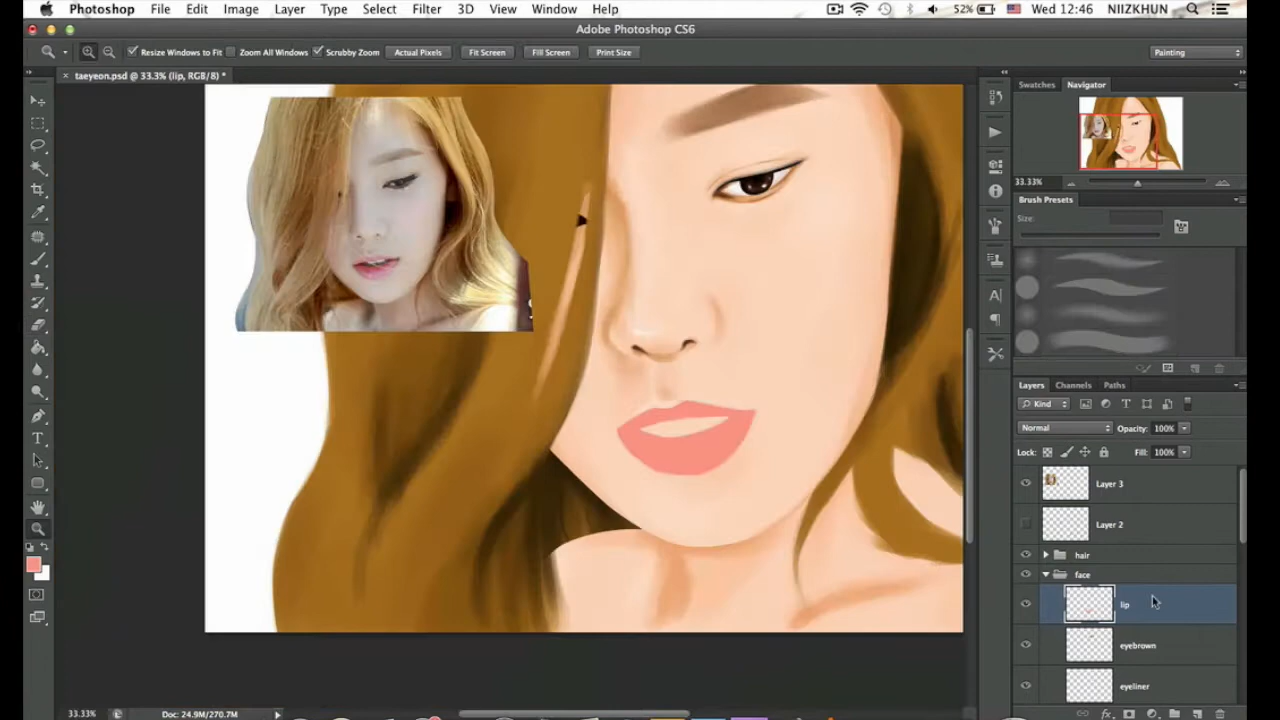 Photoshop File Edit Image Layer Type Select Filter 3D View Window Help 52% Wed 12:46 NIIZKHUN
Adobe Photoshop CS6
Resize Windows to Fit Zoom All Windows Scrubby Zoom Actual Pixels Fit Screen Fill Screen Print Size Painting
taeyeon.psd @ 33.3% (lip, RGB/8) *
Swatches Navigator
33.33%
Brush Presets
Size:
Layers Channels Paths
Kind
Normal Opacity: 100%
Lock: Fill: 100%
Layer 3
Layer 2
hair
face
lip
eyebrown
eyeliner
33.33% Doc: 24.9M/270.7M